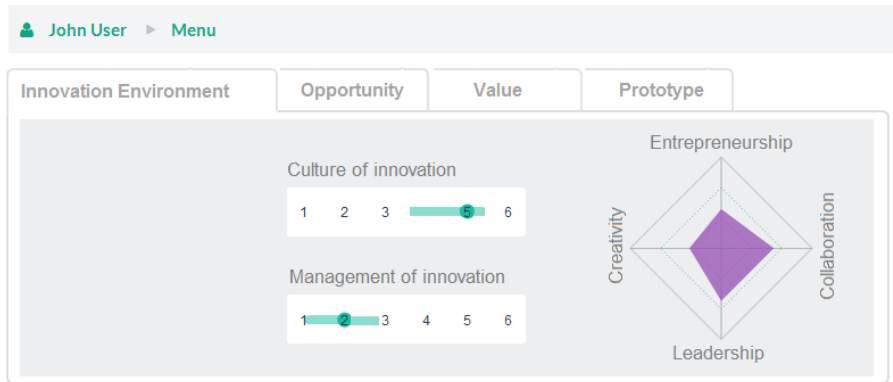 John User Menu
Innovation Environment Opportunity Value Prototype
Culture of innovation
1 2 3 5 6
Management of innovation
1 2 3 4 5 6
Entrepreneurship
Creativity
Collaboration
Leadership